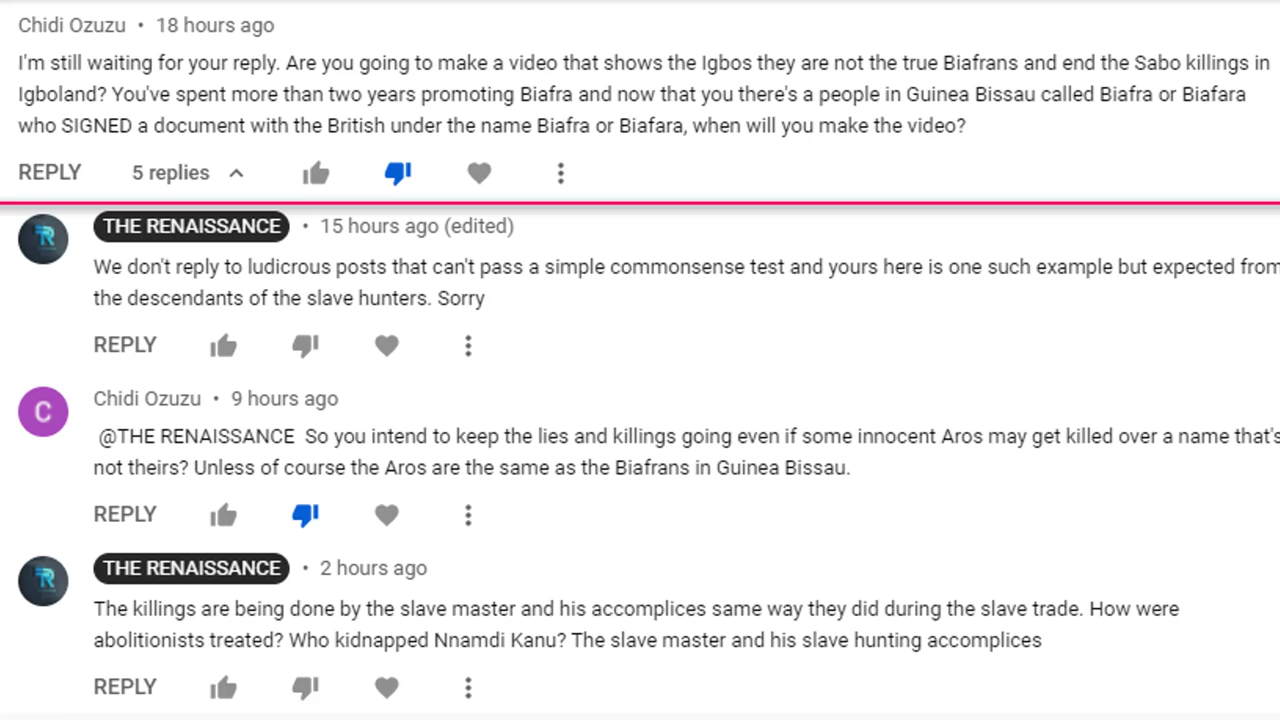 Chidi Ozuzu • 18 hours ago
I'm still waiting for your reply. Are you going to make a video that shows the Igbos they are not the true Biafrans and end the Sabo killings in
Igboland? You've spent more than two years promoting Biafra and now that you there's a people in Guinea Bissau called Biafra or Biafara
who SIGNED a document with the British under the name Biafra or Biafara, when will you make the video?
REPLY 5 replies
THE RENAISSANCE • 15 hours ago (edited)
We don't reply to ludicrous posts that can't pass a simple commonsense test and yours here is one such example but expected from
the descendants of the slave hunters. Sorry
REPLY
C
Chidi Ozuzu • 9 hours ago
@THE RENAISSANCE So you intend to keep the lies and killings going even if some innocent Aros may get killed over a name that's
not theirs? Unless of course the Aros are the same as the Biafrans in Guinea Bissau.
REPLY
THE RENAISSANCE • 2 hours ago
The killings are being done by the slave master and his accomplices same way they did during the slave trade. How were
abolitionists treated? Who kidnapped Nnamdi Kanu? The slave master and his slave hunting accomplices
REPLY